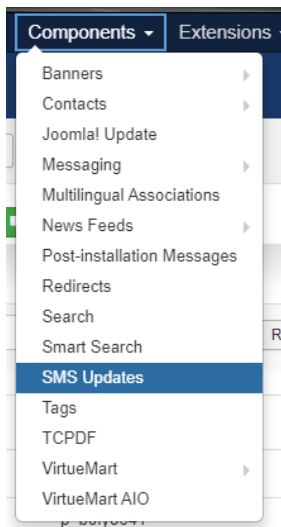 Components Extensions
Banners
Contacts
Joomla! Update
Messaging
Multilingual Associations
News Feeds
Post-installation Messages
Redirects
Search
R
Smart Search
SMS Updates
Tags
TCPDF
VirtueMart
VirtueMart AIO